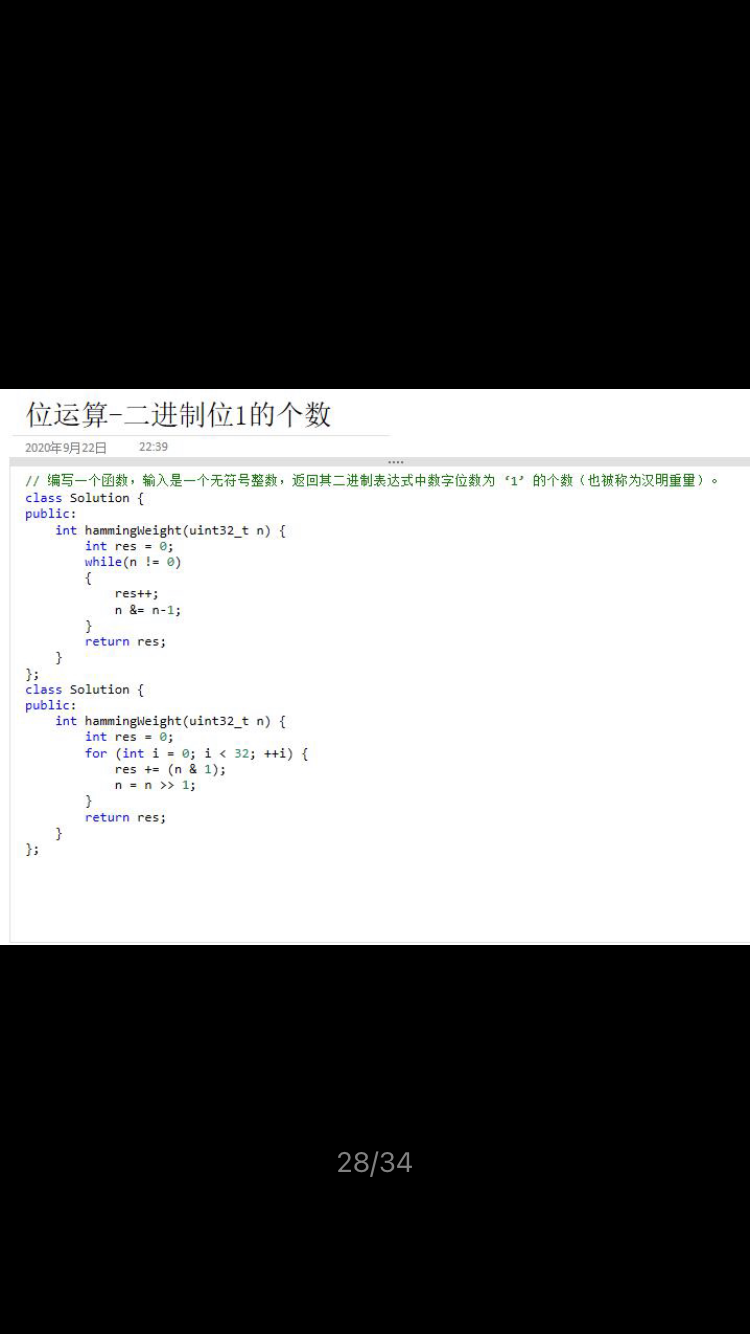 位运算-二进制位1的个数
2020年9月22日 22:39
// 编写一个函数，输入是一个无符号整数，返回其二进制表达式中数字位数为 ‘1’ 的个数（也被称为汉明重量）。
class Solution {
public:
    int hammingWeight(uint32_t n) {
        int res = 0;
        while(n != 0)
        {
            res++;
            n &= n-1;
        }
        return res;
    }
};
class Solution {
public:
    int hammingWeight(uint32_t n) {
        int res = 0;
        for (int i = 0; i < 32; ++i) {
            res += (n & 1);
            n = n >> 1;
        }
        return res;
    }
};
28/34